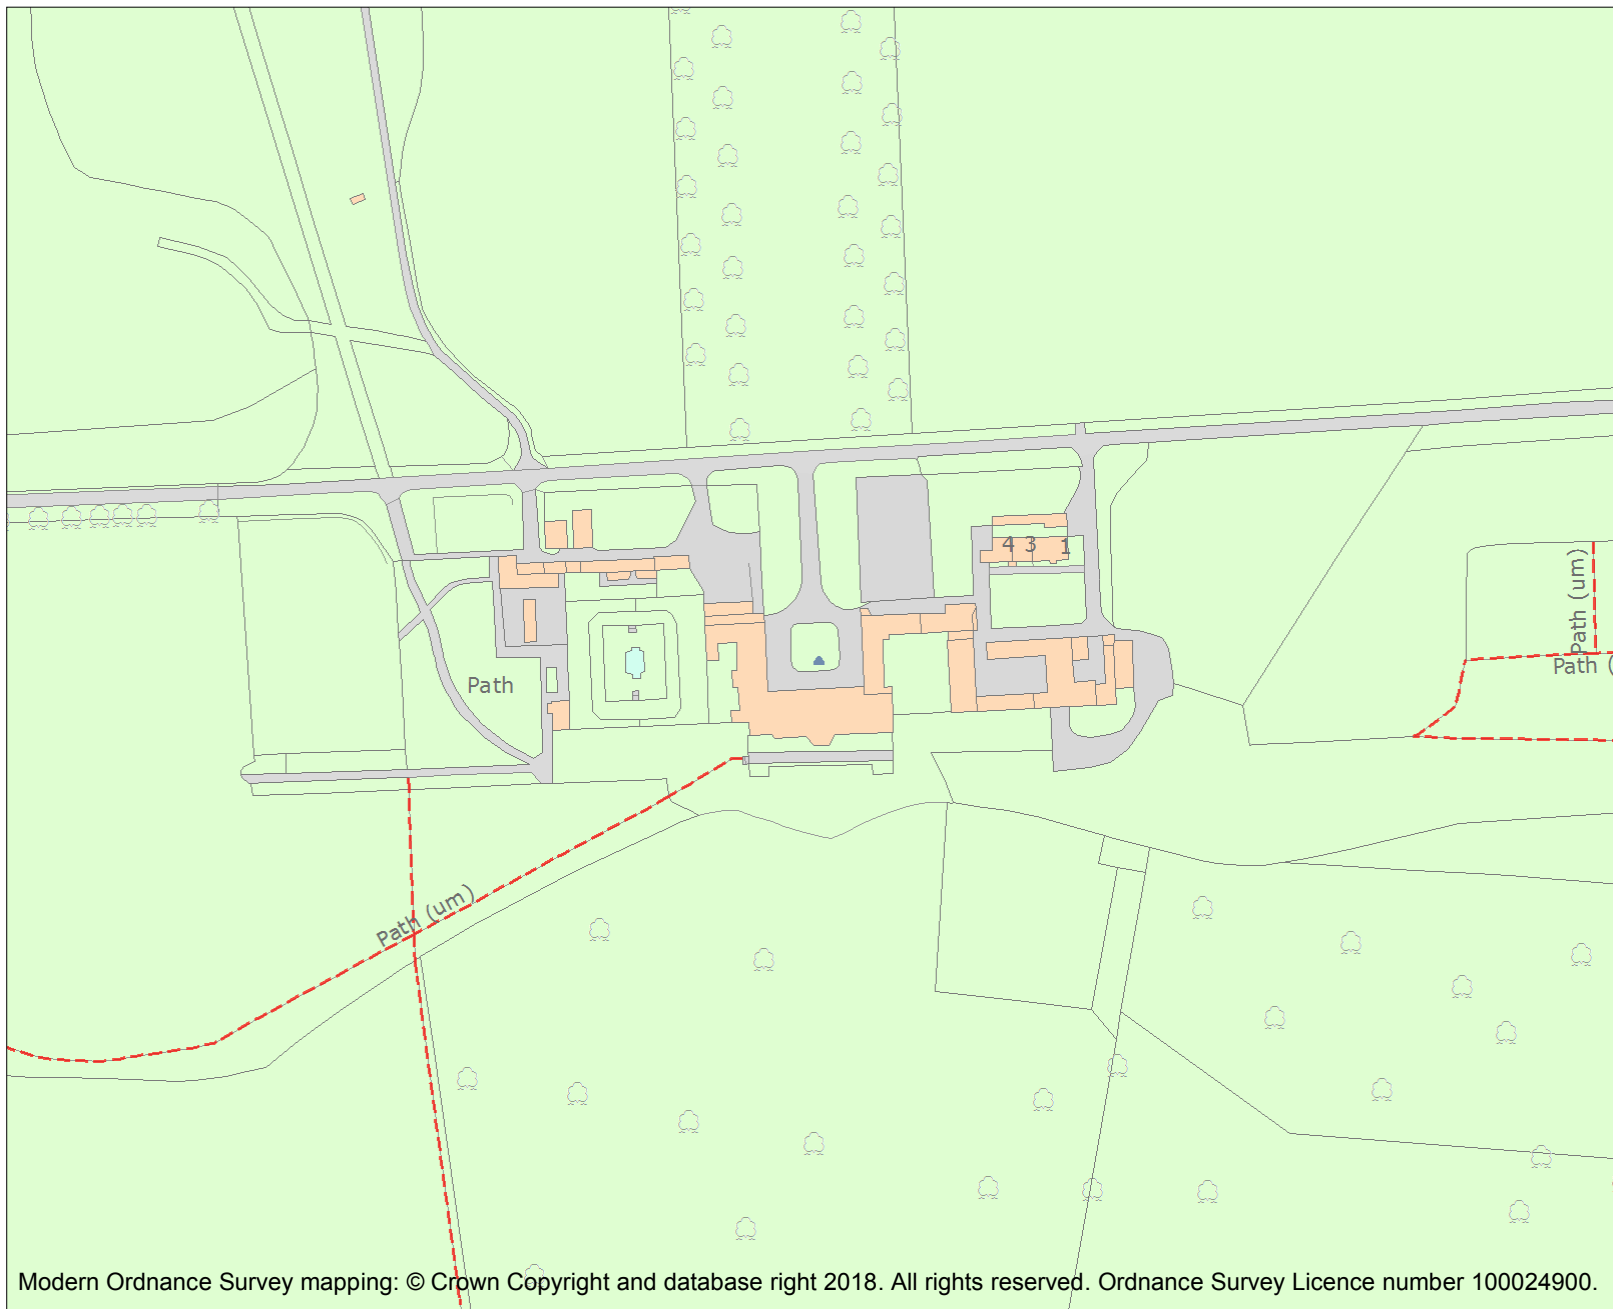 4 3 1
Path (um)
Path (
Path
Path (um)
Modern Ordnance Survey mapping: © Crown Copyright and database right 2018. All rights reserved. Ordnance Survey Licence number 100024900.